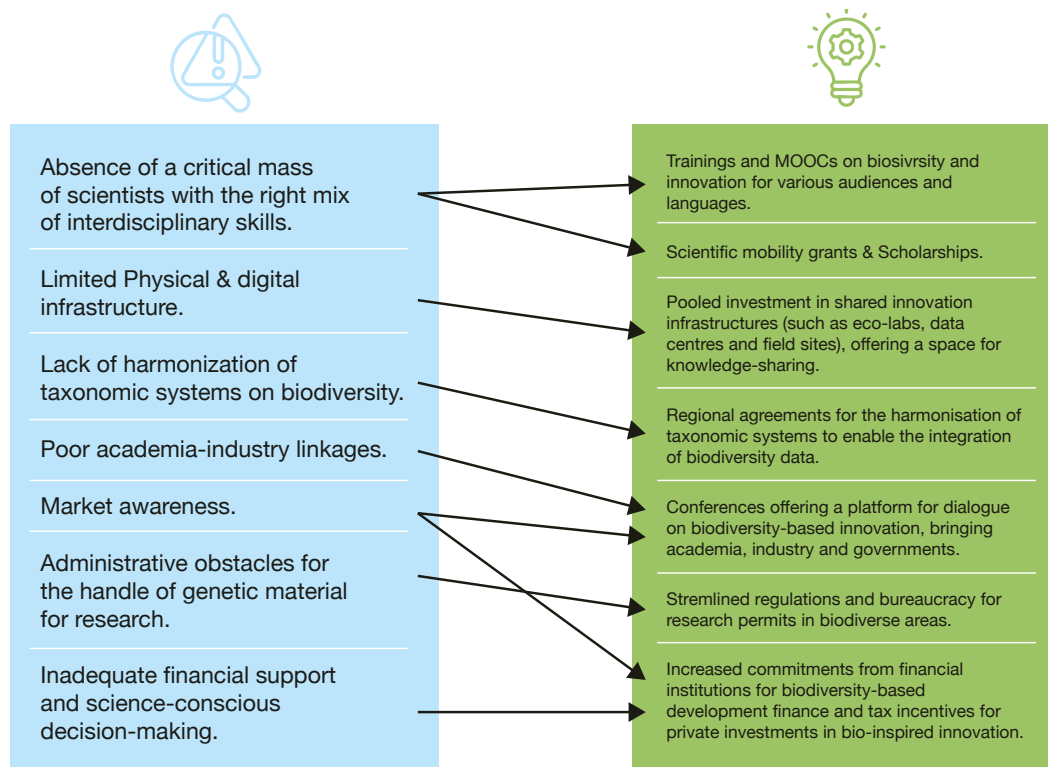 Absence of a critical mass
of scientists with the right mix
of interdisciplinary skills.
Limited Physical & digital
infrastructure.
Lack of harmonization of
taxonomic systems on biodiversity.
Poor academia-industry linkages.
Market awareness.
Administrative obstacles for
the handle of genetic material
for research.
Inadequate financial support
and science-conscious
decision-making.
Trainings and MOOCs on biosivrsity and
innovation for various audiences and
languages.
Scientific mobility grants & Scholarships.
Pooled investment in shared innovation
infrastructures (such as eco-labs, data
centres and field sites), offering a space for
knowledge-sharing.
Regional agreements for the harmonisation of
taxonomic systems to enable the integration
of biodiversity data.
Conferences offering a platform for dialogue
on biodiversity-based innovation, bringing
academia, industry and governments.
Stremlined regulations and bureaucracy for
research permits in biodiverse areas.
Increased commitments from financial
institutions for biodiversity-based
development finance and tax incentives for
private investments in bio-inspired innovation.